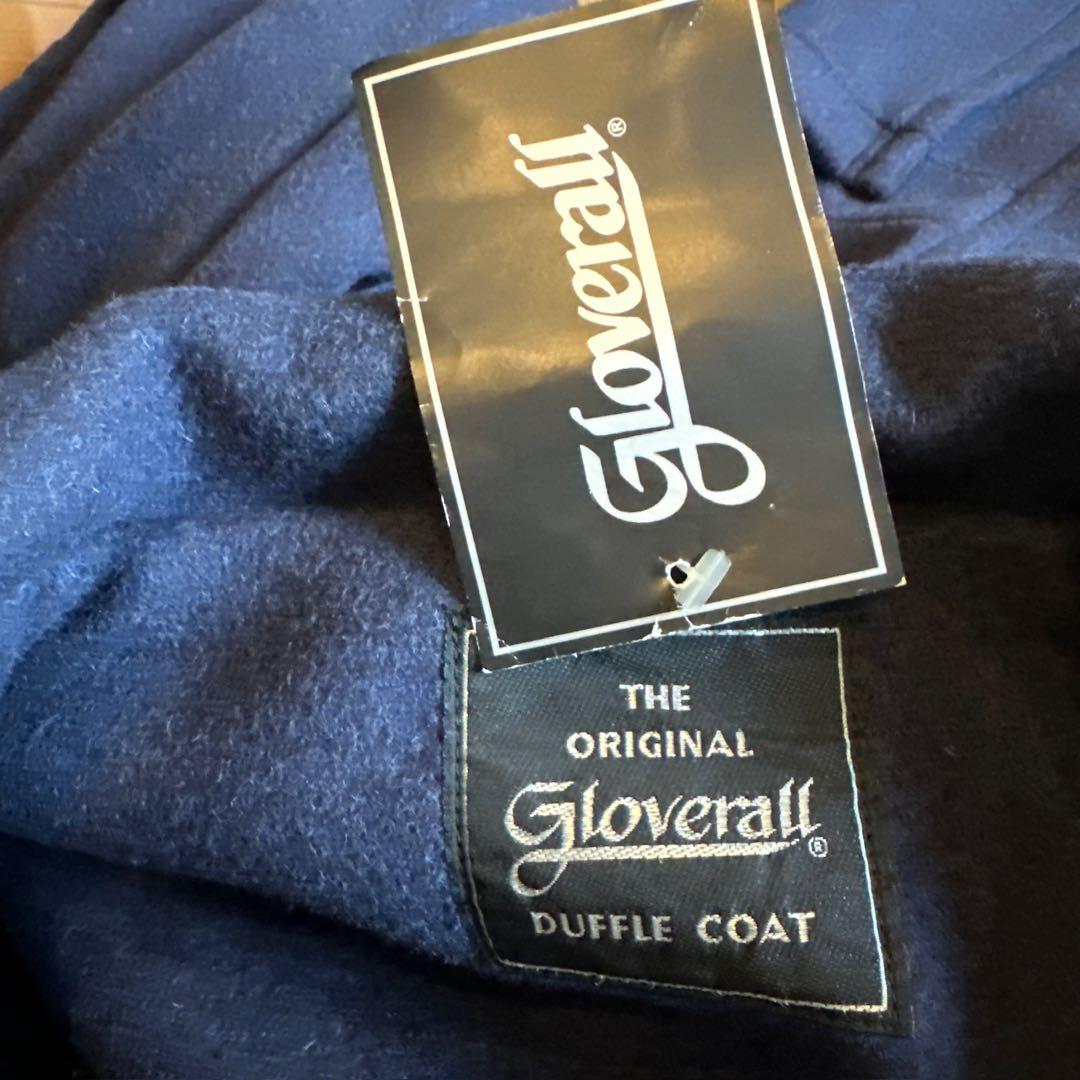 Gloverall®
THE
ORIGINAL
Gloverall®
DUFFLE COAT